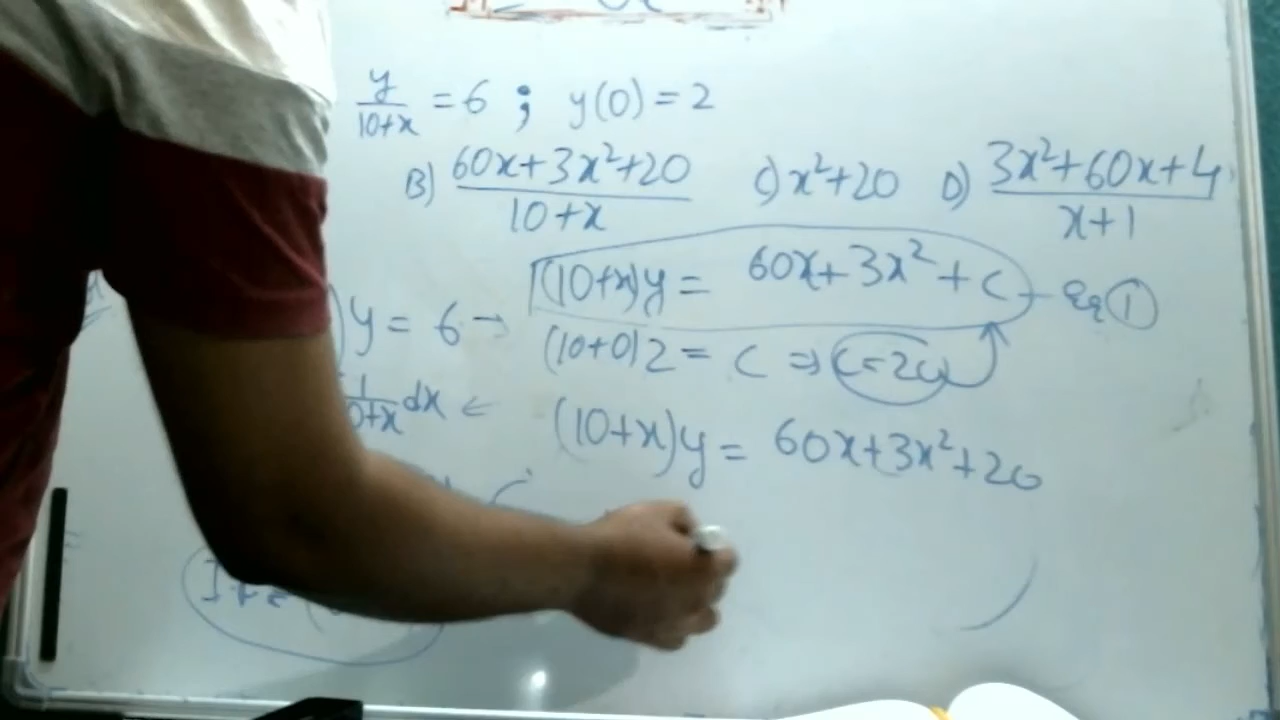 y/(10+x) = 6 ; y(0) = 2
B) (60x+3x²+20)/(10+x) C) x²+20 D) (3x²+60x+4)/(x+1)
(10+x)y = 60x+3x²+c - Eq ①
)y = 6 → (10+0)2 = c ⇒ c=20
dx ← (10+x)y = 60x+3x²+20